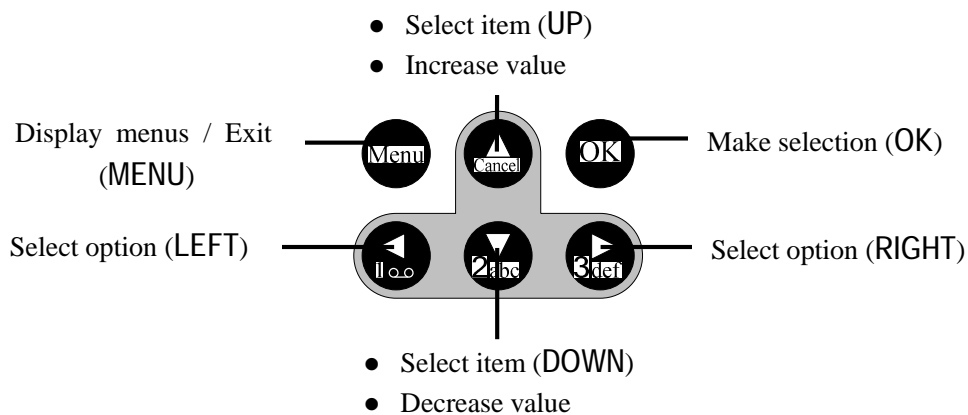 ● Select item (UP)
● Increase value
Display menus / Exit
(MENU)
Menu
Cancel
OK
Make selection (OK)
Select option (LEFT)
1
2abc
3def
Select option (RIGHT)
● Select item (DOWN)
● Decrease value